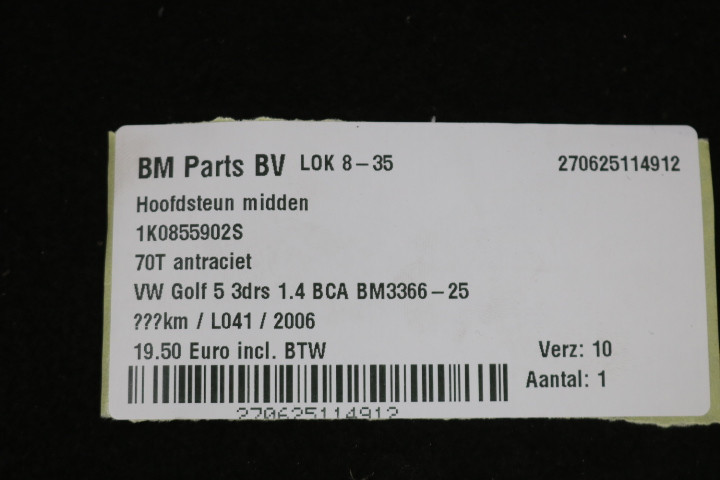 BM Parts BV LOK 8-35 270625114912
Hoofdsteun midden
1K0855902S
70T antraciet
VW Golf 5 3drs 1.4 BCA BM3366-25
???km / L041 / 2006
19.50 Euro incl. BTW Verz: 10
Aantal: 1
270625114912